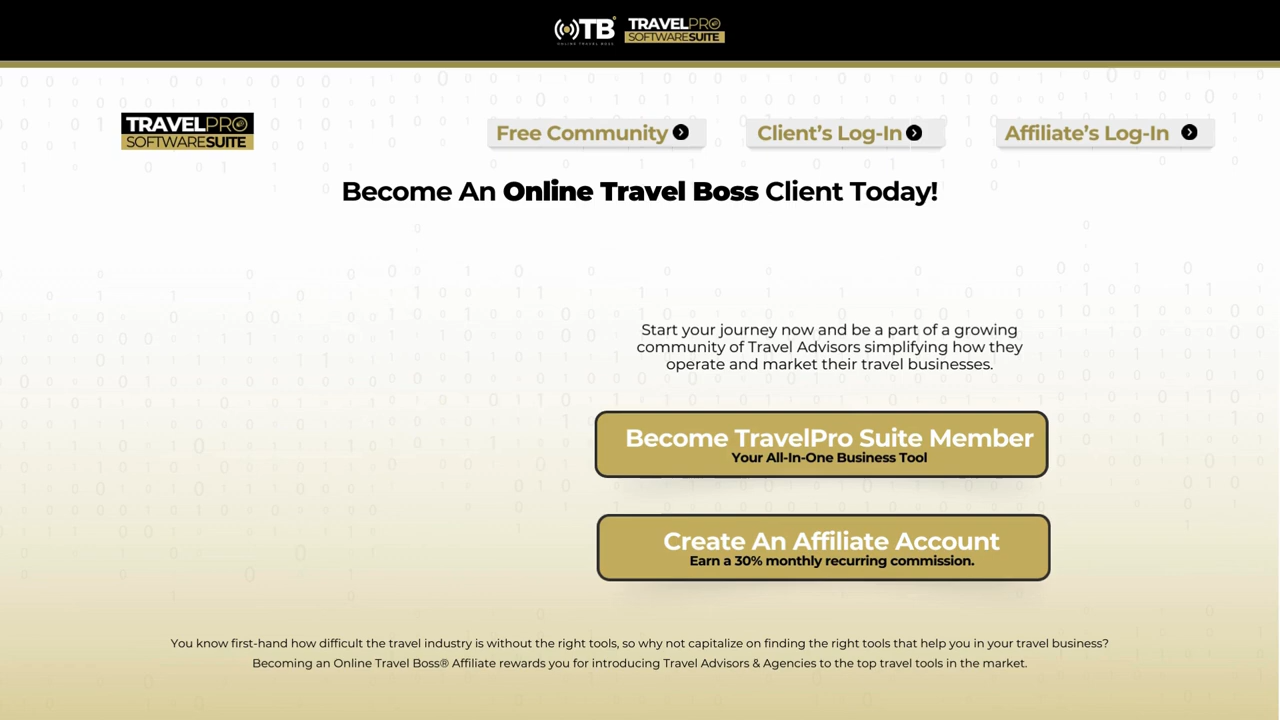 TB
ONLINE TRAVEL BOSS
TRAVELPRO
SOFTWARESUITE
TRAVELPRO
SOFTWARESUITE
Free Community
Client’s Log-In
Affiliate’s Log-In
Become An Online Travel Boss Client Today!
Start your journey now and be a part of a growing
community of Travel Advisors simplifying how they
operate and market their travel businesses.
Become TravelPro Suite Member
Your All-In-One Business Tool
Create An Affiliate Account
Earn a 30% monthly recurring commission.
You know first-hand how difficult the travel industry is without the right tools, so why not capitalize on finding the right tools that help you in your travel business?
Becoming an Online Travel Boss® Affiliate rewards you for introducing Travel Advisors & Agencies to the top travel tools in the market.